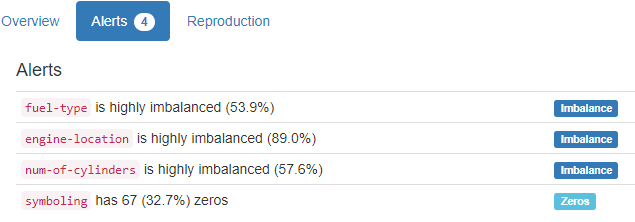 Overview Alerts 4 Reproduction
Alerts
fuel-type is highly imbalanced (53.9%) Imbalance
engine-location is highly imbalanced (89.0%) Imbalance
num-of-cylinders is highly imbalanced (57.6%) Imbalance
symboling has 67 (32.7%) zeros Zeros